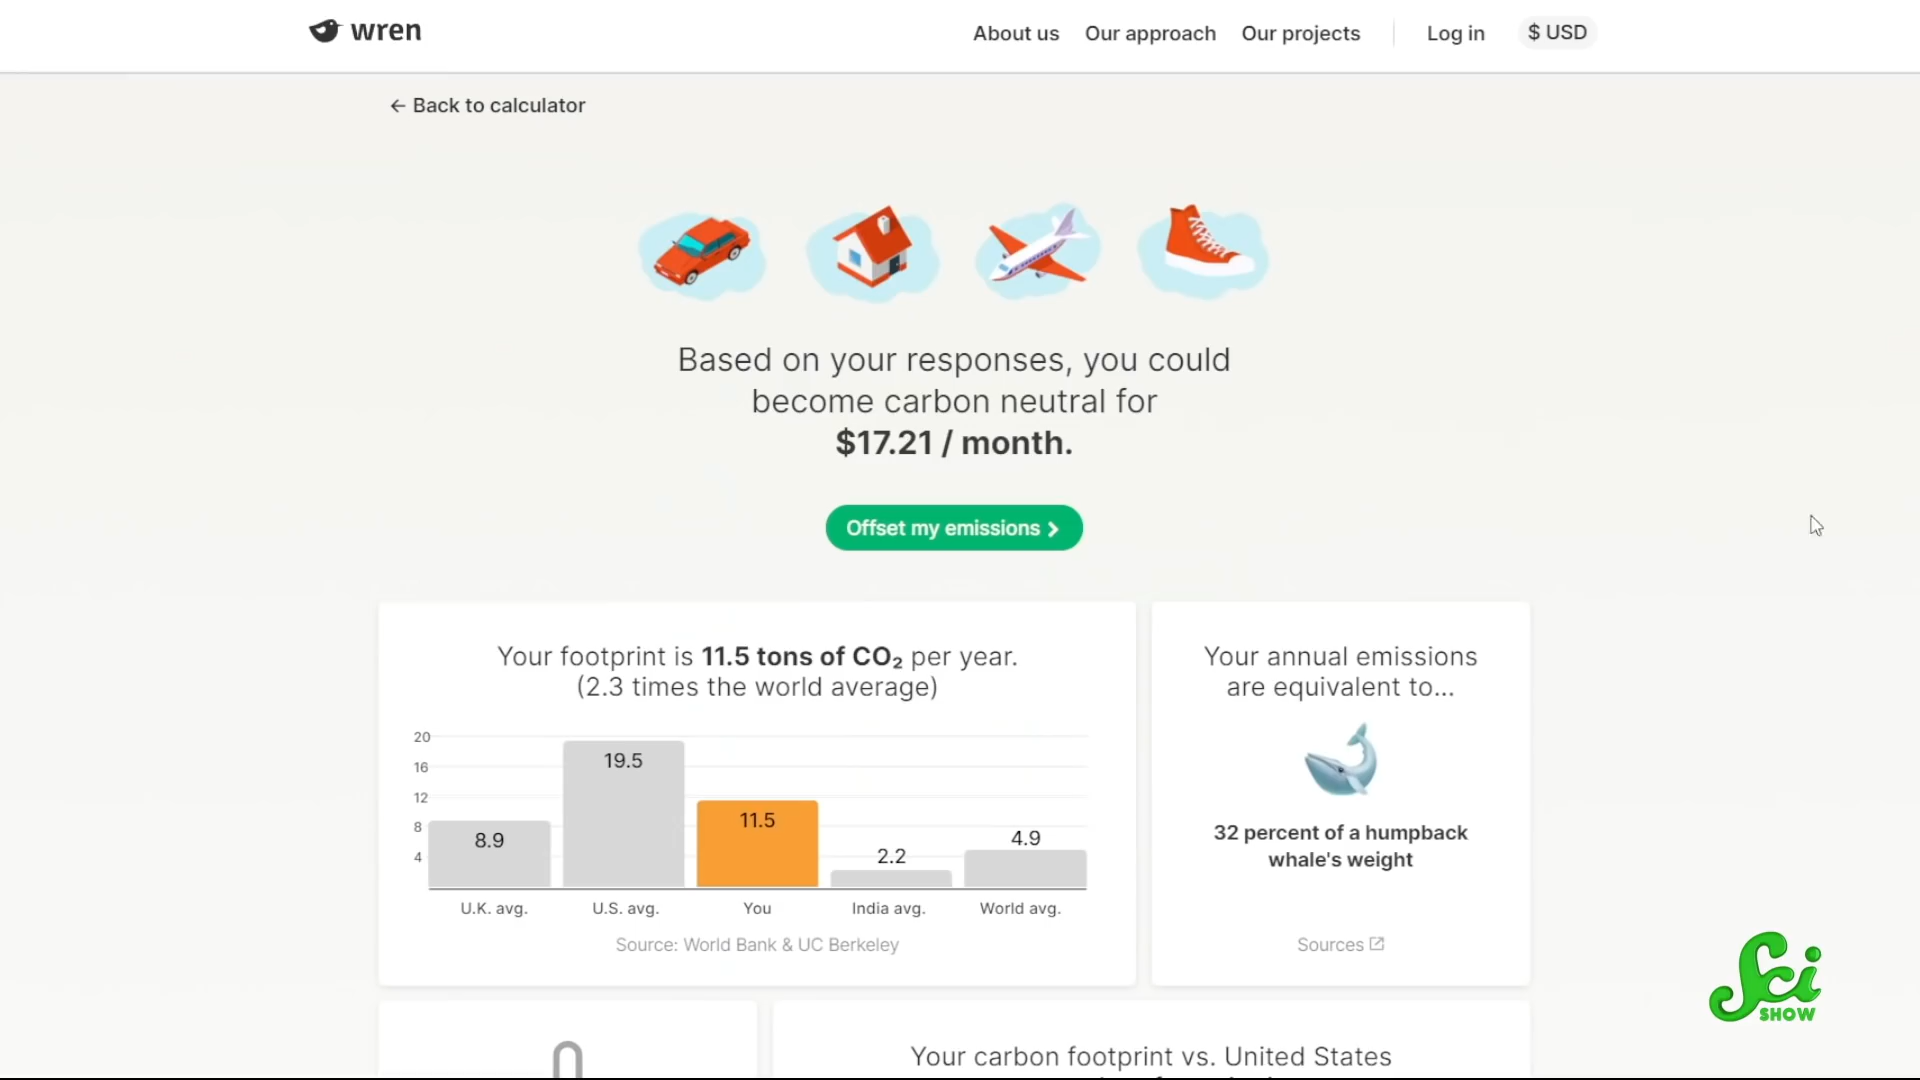 wren
About us
Our approach
Our projects
Log in
$ USD
← Back to calculator
Based on your responses, you could
become carbon neutral for
$17.21 / month.
Offset my emissions
Your footprint is 11.5 tons of CO₂ per year.
(2.3 times the world average)
20
16
12
8
4
8.9
19.5
11.5
2.2
4.9
U.K. avg.
U.S. avg.
You
India avg.
World avg.
Source: World Bank & UC Berkeley
Your annual emissions
are equivalent to...
32 percent of a humpback
whale's weight
Sources
Sci
SHOW
Your carbon footprint vs. United States